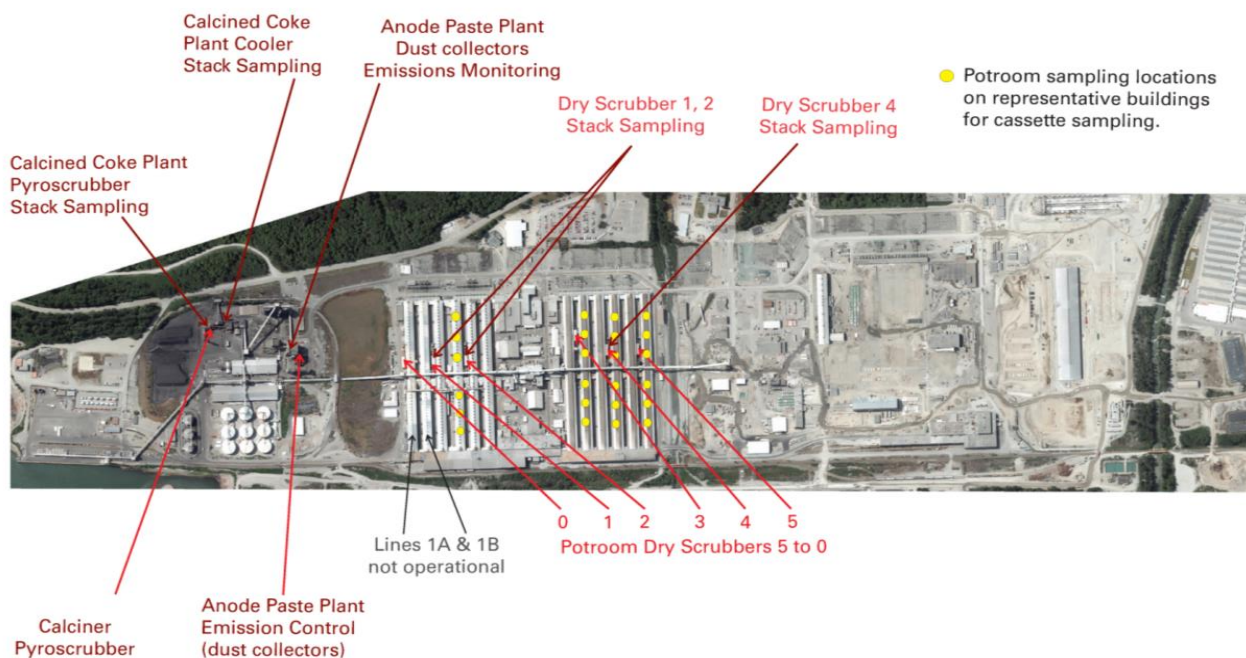 Calcined Coke
Plant Cooler
Stack Sampling
Anode Paste Plant
Dust collectors
Emissions Monitoring
Dry Scrubber 1, 2
Stack Sampling
Dry Scrubber 4
Stack Sampling
Potroom sampling locations
on representative buildings
for cassette sampling.
Calcined Coke Plant
Pyroscrubber
Stack Sampling
0 1 2 3 4 5
Potroom Dry Scrubbers 5 to 0
Lines 1A & 1B
not operational
Calciner
Pyroscrubber
Anode Paste Plant
Emission Control
(dust collectors)